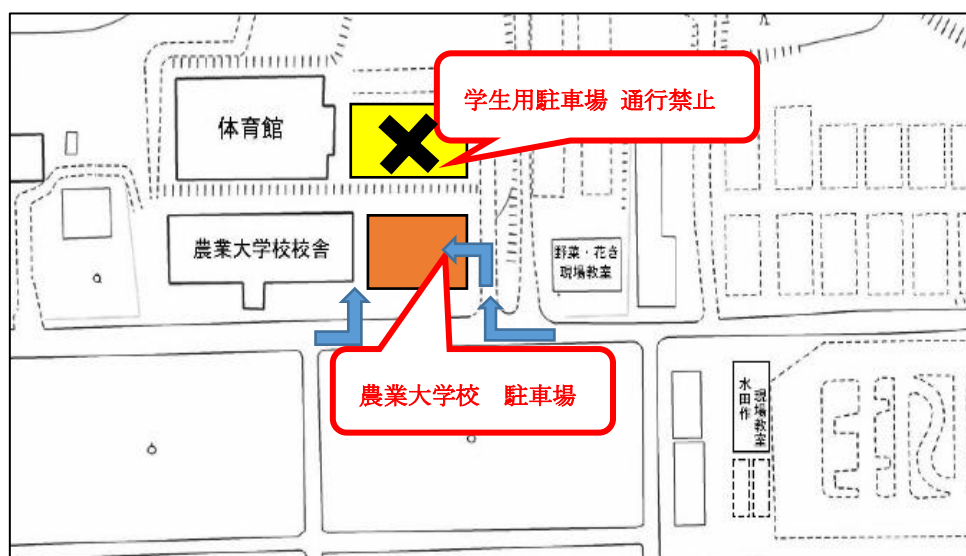 学生用駐車場 通行禁止
体育館
農業大学校校舎
野菜・花き
現場教室
農業大学校　駐車場
水田作
現場教室